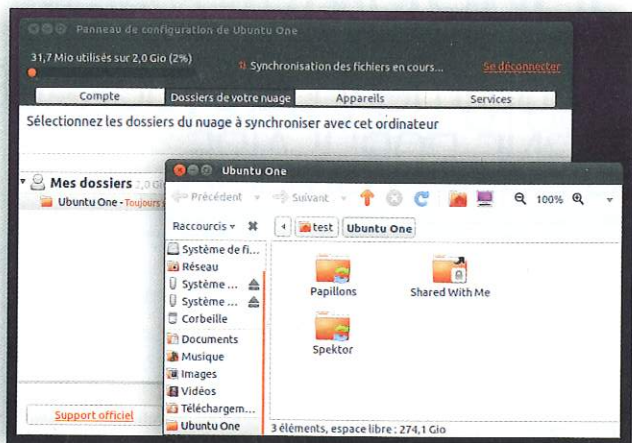 Panneau de configuration de Ubuntu One
31,7 Mio utilisés sur 2,0 Gio (2%)
Synchronisation des fichiers en cours...
Se déconnecter
Compte
Dossiers de votre nuage
Appareils
Services
Sélectionnez les dossiers du nuage à synchroniser avec cet ordinateur
Mes dossiers 2,0 Gio
Ubuntu One - Toujours
Support officiel
Ubuntu One
Précédent
Suivant
100%
Raccourcis
test
Ubuntu One
Système de fi...
Réseau
Système ...
Système ...
Corbeille
Documents
Musique
Images
Vidéos
Téléchargem...
Ubuntu One
Papillons
Shared With Me
Spektor
3 éléments, espace libre : 274,1 Gio